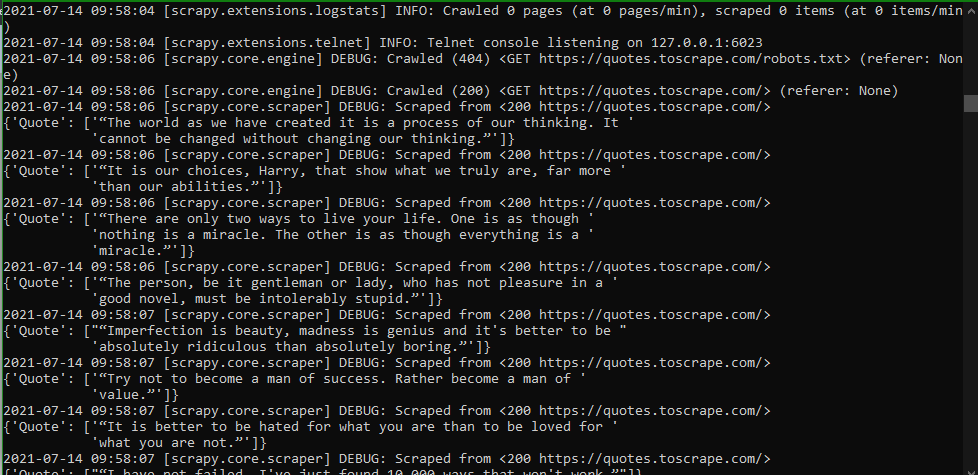 2021-07-14 09:58:04 [scrapy.extensions.logstats] INFO: Crawled 0 pages (at 0 pages/min), scraped 0 items (at 0 items/min
)
2021-07-14 09:58:04 [scrapy.extensions.telnet] INFO: Telnet console listening on 127.0.0.1:6023
2021-07-14 09:58:06 [scrapy.core.engine] DEBUG: Crawled (404) <GET https://quotes.toscrape.com/robots.txt> (referer: Non
e)
2021-07-14 09:58:06 [scrapy.core.engine] DEBUG: Crawled (200) <GET https://quotes.toscrape.com/> (referer: None)
2021-07-14 09:58:06 [scrapy.core.scraper] DEBUG: Scraped from <200 https://quotes.toscrape.com/>
{'Quote': ['“The world as we have created it is a process of our thinking. It '
'cannot be changed without changing our thinking.”']}
2021-07-14 09:58:06 [scrapy.core.scraper] DEBUG: Scraped from <200 https://quotes.toscrape.com/>
{'Quote': ['“It is our choices, Harry, that show what we truly are, far more '
'than our abilities.”']}
2021-07-14 09:58:06 [scrapy.core.scraper] DEBUG: Scraped from <200 https://quotes.toscrape.com/>
{'Quote': ['“There are only two ways to live your life. One is as though '
'nothing is a miracle. The other is as though everything is a '
'miracle.”']}
2021-07-14 09:58:06 [scrapy.core.scraper] DEBUG: Scraped from <200 https://quotes.toscrape.com/>
{'Quote': ['“The person, be it gentleman or lady, who has not pleasure in a '
'good novel, must be intolerably stupid.”']}
2021-07-14 09:58:07 [scrapy.core.scraper] DEBUG: Scraped from <200 https://quotes.toscrape.com/>
{'Quote': ["“Imperfection is beauty, madness is genius and it's better to be "
'absolutely ridiculous than absolutely boring.”']}
2021-07-14 09:58:07 [scrapy.core.scraper] DEBUG: Scraped from <200 https://quotes.toscrape.com/>
{'Quote': ['“Try not to become a man of success. Rather become a man of '
'value.”']}
2021-07-14 09:58:07 [scrapy.core.scraper] DEBUG: Scraped from <200 https://quotes.toscrape.com/>
{'Quote': ['“It is better to be hated for what you are than to be loved for '
'what you are not.”']}
2021-07-14 09:58:07 [scrapy.core.scraper] DEBUG: Scraped from <200 https://quotes.toscrape.com/>
{'Quote': ["“I have not failed. I've just found 10,000 ways that won't work.”"]}